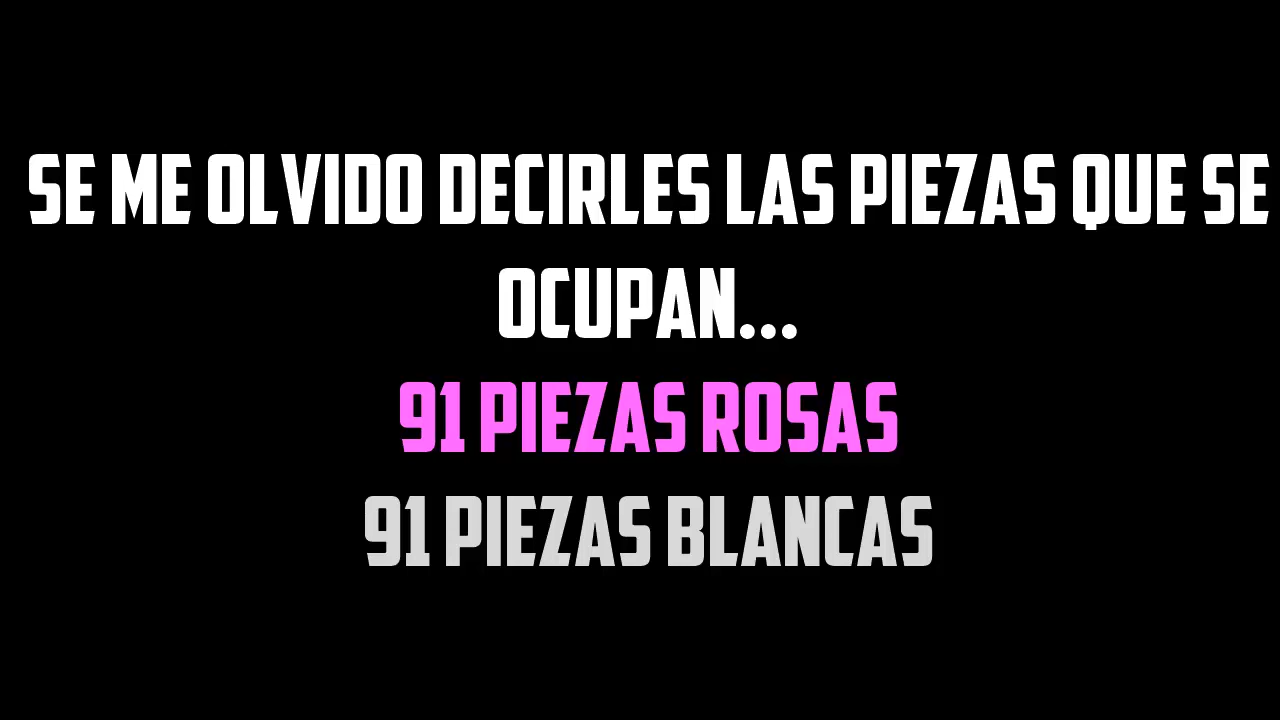 SE ME OLVIDO DECIRLES LAS PIEZAS QUE SE
OCUPAN...
91 PIEZAS ROSAS
91 PIEZAS BLANCAS